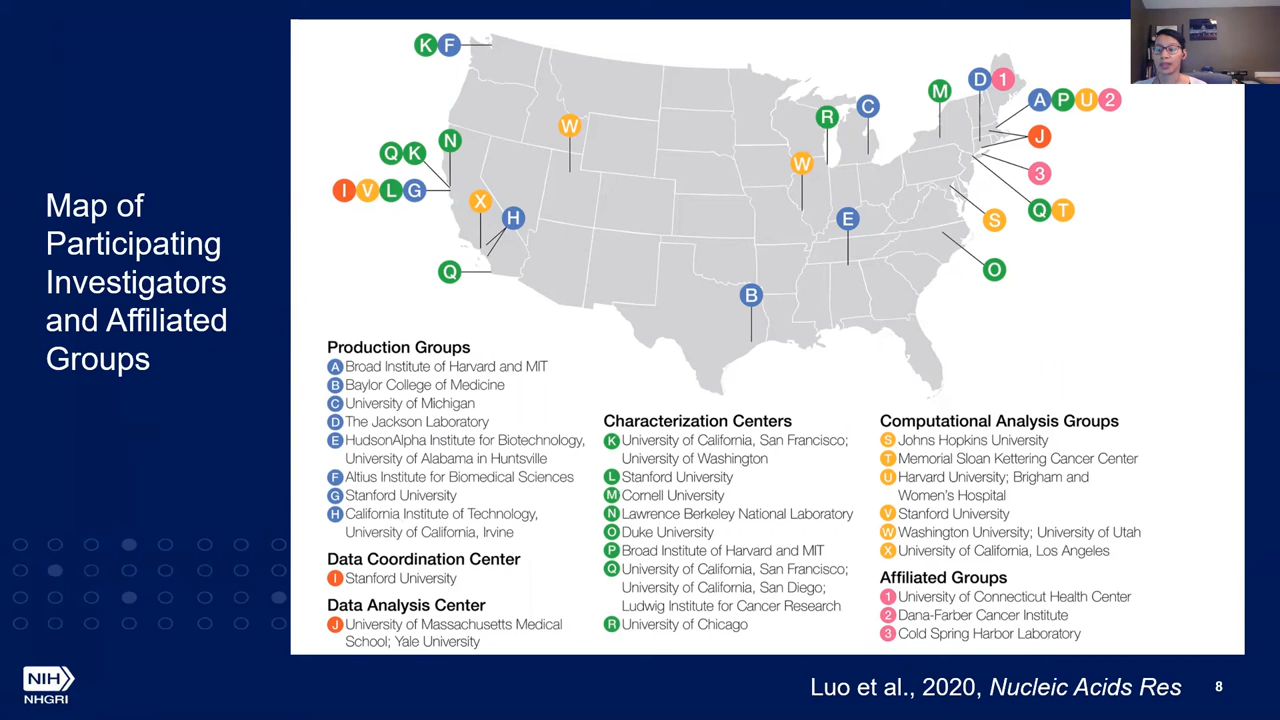 Map of
Participating
Investigators
and Affiliated
Groups
K F
D 1
M
A P U 2
C
R
W
J
N
Q K
W
3
I V L G
X
H
E
S
Q T
Q
O
B
Production Groups
A Broad Institute of Harvard and MIT
B Baylor College of Medicine
C University of Michigan
D The Jackson Laboratory
E HudsonAlpha Institute for Biotechnology,
University of Alabama in Huntsville
F Altius Institute for Biomedical Sciences
G Stanford University
H California Institute of Technology,
University of California, Irvine
Data Coordination Center
I Stanford University
Data Analysis Center
J University of Massachusetts Medical
School; Yale University
Characterization Centers
K University of California, San Francisco;
University of Washington
L Stanford University
M Cornell University
N Lawrence Berkeley National Laboratory
O Duke University
P Broad Institute of Harvard and MIT
Q University of California, San Francisco;
University of California, San Diego;
Ludwig Institute for Cancer Research
R University of Chicago
Computational Analysis Groups
S Johns Hopkins University
T Memorial Sloan Kettering Cancer Center
U Harvard University; Brigham and
Women's Hospital
V Stanford University
W Washington University; University of Utah
X University of California, Los Angeles
Affiliated Groups
1 University of Connecticut Health Center
2 Dana-Farber Cancer Institute
3 Cold Spring Harbor Laboratory
NIH
NHGRI
Luo et al., 2020, Nucleic Acids Res
8